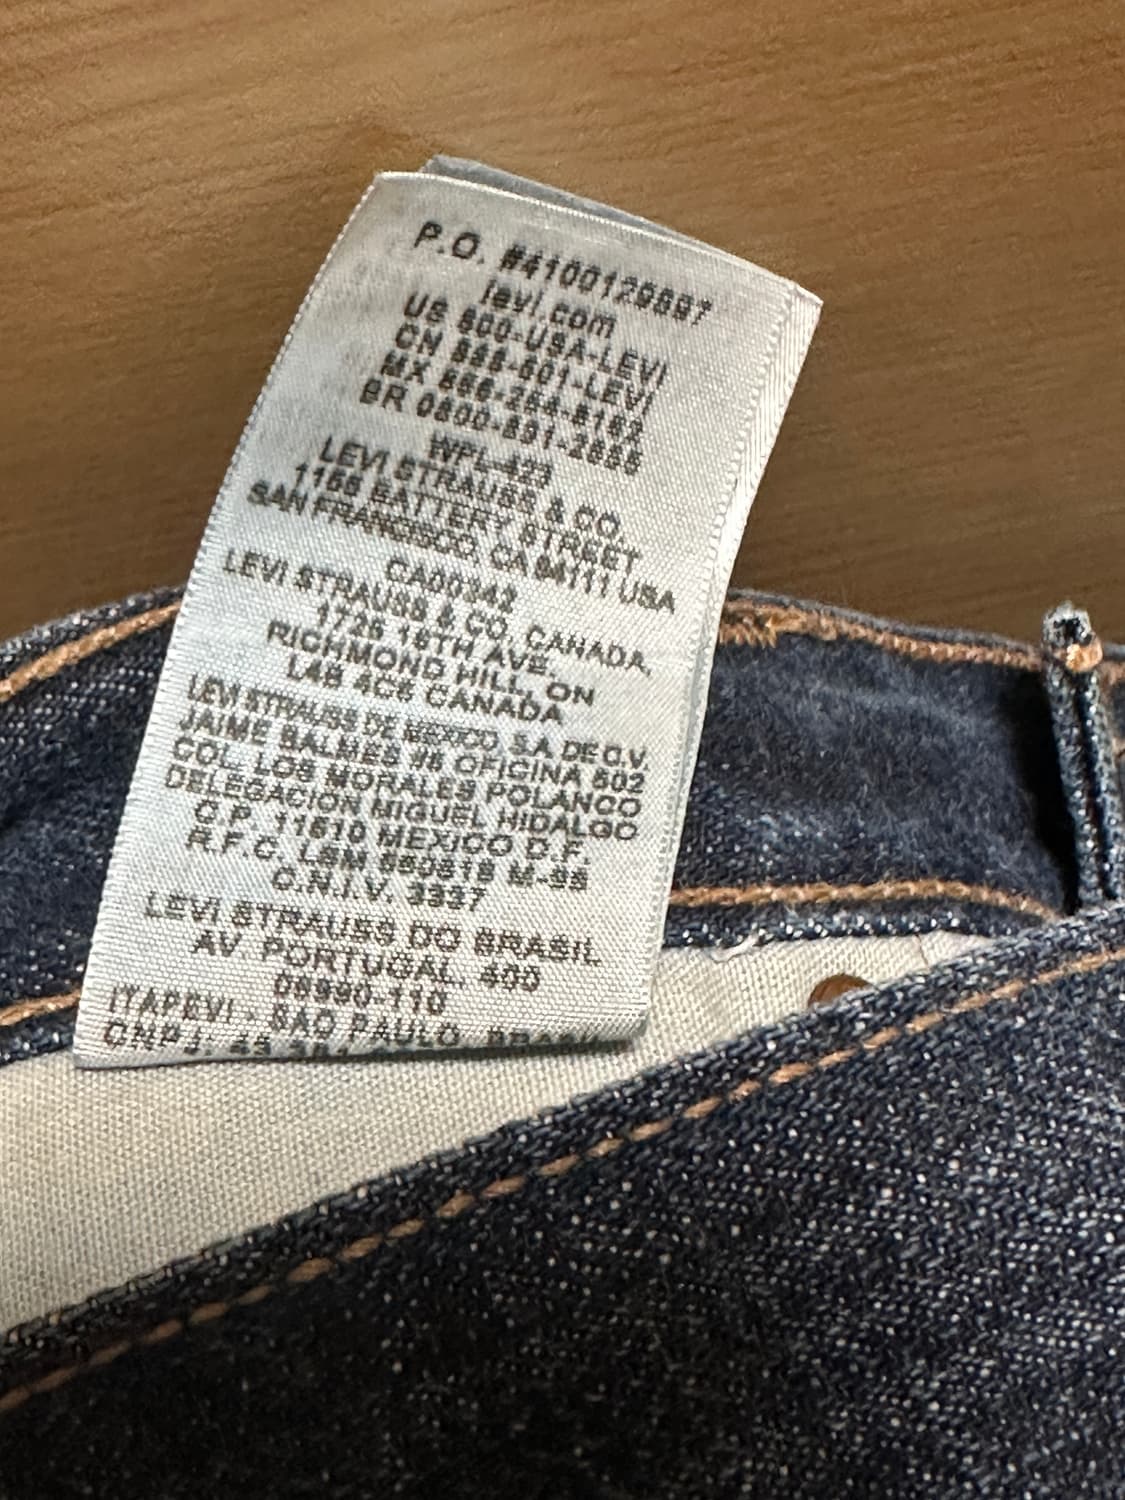 P.O. #4100129897
levi.com
US 800-USA-LEVI
CN 888-501-LEVI
MX 866-264-8162
BR 0800-891-2855
WPL-423
LEVI STRAUSS & CO.
1155 BATTERY STREET
SAN FRANCISCO, CA 94111 USA
CA00342
LEVI STRAUSS & CO. CANADA,
1725 16TH AVE.
RICHMOND HILL, ON
L4B 4C6 CANADA
LEVI STRAUSS DE MEXICO, S.A. DE C.V.
JAIME BALMES #8 OFICINA 602
COL. LOS MORALES POLANCO
DELEGACION MIGUEL HIDALGO
C.P. 11510 MEXICO D.F.
R.F.C. LSM
C.N.I.V. 3337
LEVI STRAUSS DO BRASIL
AV. PORTUGAL, 400
06690-110
ITAPEVI - SAO PAULO, BRASIL
CNPJ: